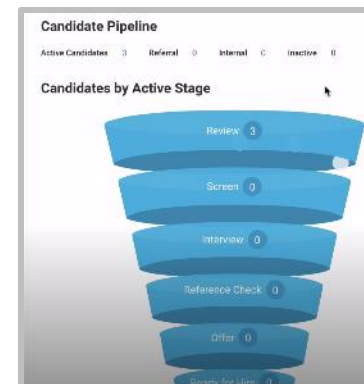 Candidate Pipeline
Active Candidates 3 Referral 0 Internal 0 Inactive 0
Candidates by Active Stage
Review 3
Screen 0
Interview 0
Reference Check 0
Offer 0
Ready for Hire 0